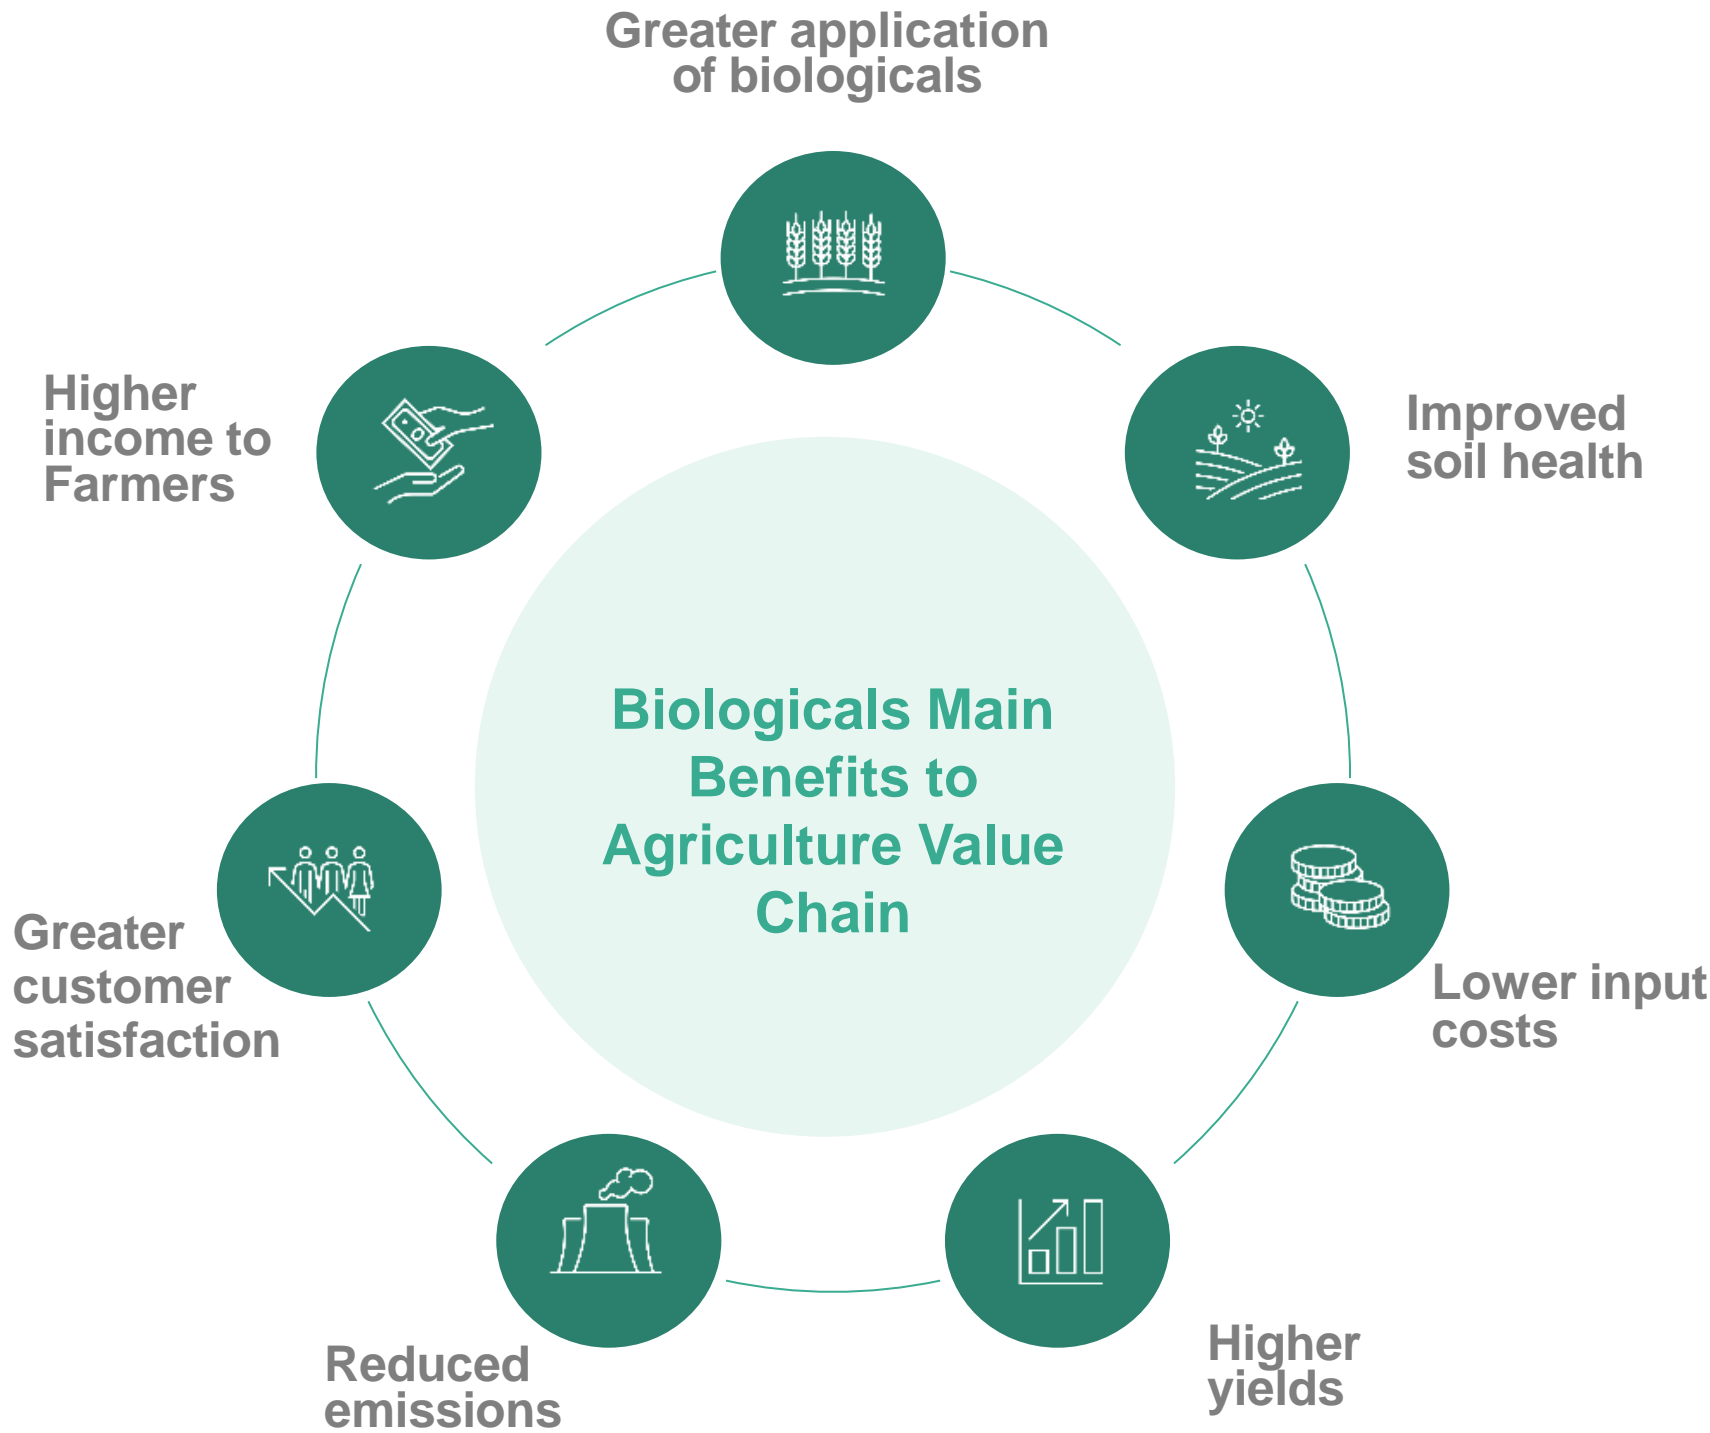 Greater application
of biologicals
Improved
soil health
Lower input
costs
Higher
yields
Reduced
emissions
Greater
customer
satisfaction
Higher
income to
Farmers
Biologicals Main
Benefits to
Agriculture Value
Chain